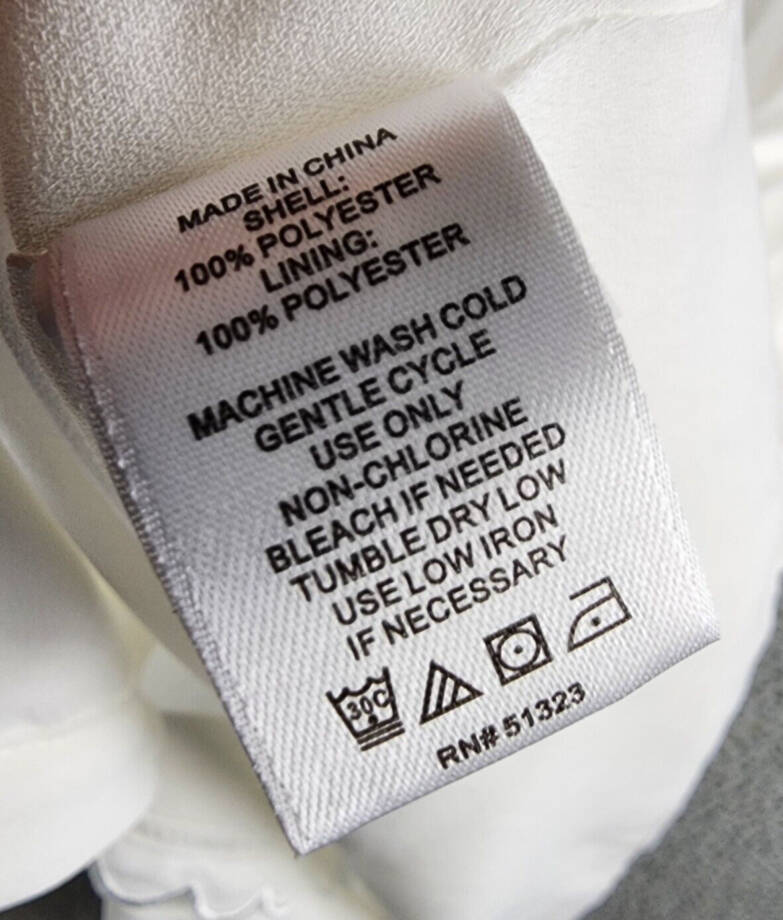 MADE IN CHINA
SHELL:
100% POLYESTER
LINING:
100% POLYESTER
MACHINE WASH COLD
GENTLE CYCLE
USE ONLY
NON-CHLORINE
BLEACH IF NEEDED
TUMBLE DRY LOW
USE LOW IRON
IF NECESSARY
30C
RN# 51323